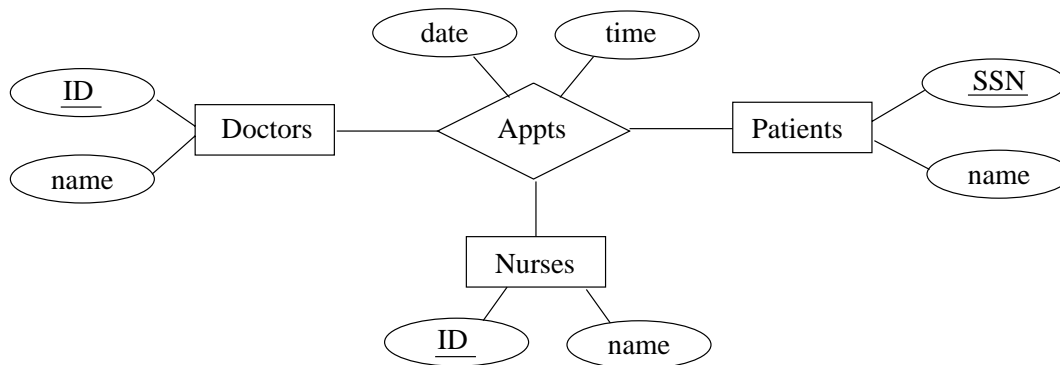 date
time
ID
SSN
Doctors
Appts
Patients
name
name
Nurses
ID
name